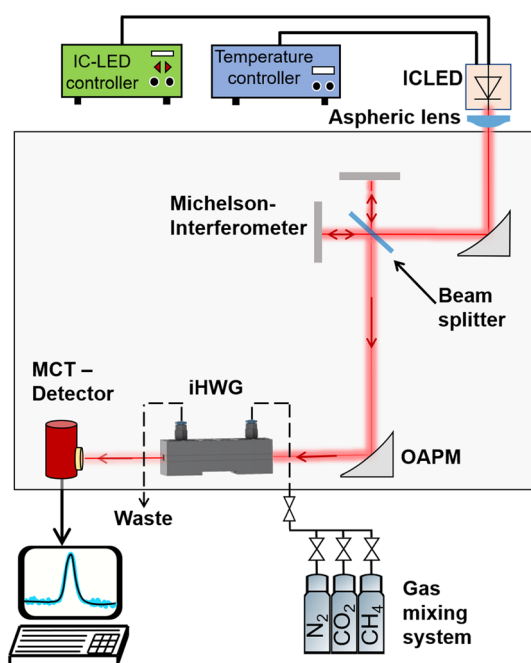 IC-LED
controller
Temperature
controller
ICLED
Aspheric lens
Michelson-
Interferometer
Beam
splitter
MCT –
Detector
iHWG
OAPM
Waste
N₂
CO₂
CH₄
Gas
mixing
system